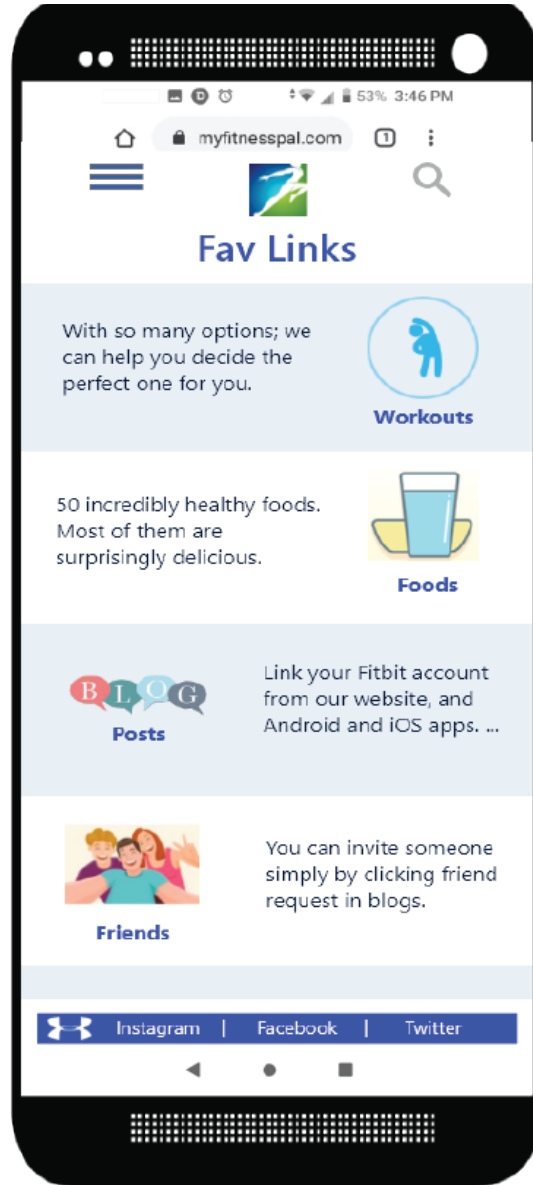 53% 3:46 PM
myfitnesspal.com 1
Fav Links
With so many options; we
can help you decide the
perfect one for you.
Workouts
50 incredibly healthy foods.
Most of them are
surprisingly delicious.
Foods
BLOG
Posts
Link your Fitbit account
from our website, and
Android and iOS apps. ...
Friends
You can invite someone
simply by clicking friend
request in blogs.
Instagram | Facebook | Twitter